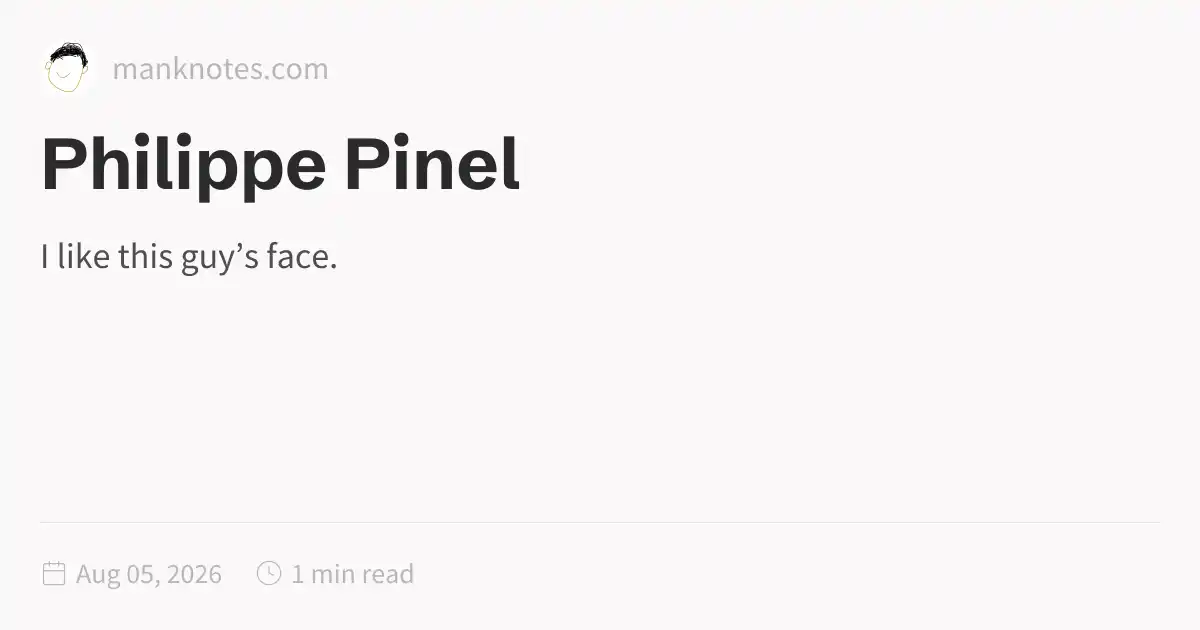 manknotes.com
Philippe Pinel
I like this guy’s face.
Aug 05, 2026 1 min read